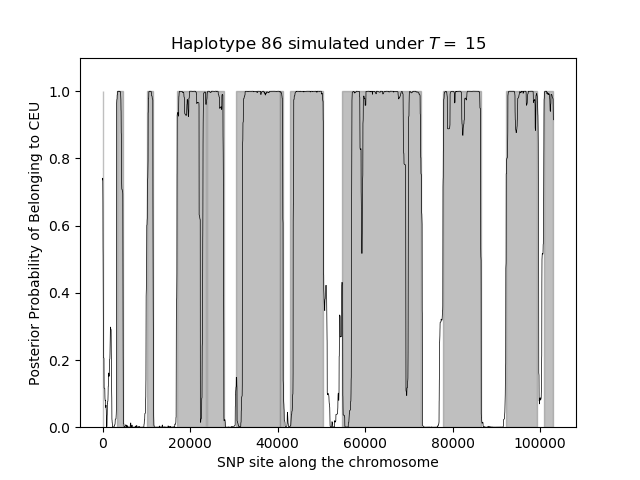 Haplotype 86 simulated under T = 15
Posterior Probability of Belonging to CEU
1.0
0.8
0.6
0.4
0.2
0.0
0 20000 40000 60000 80000 100000
SNP site along the chromosome